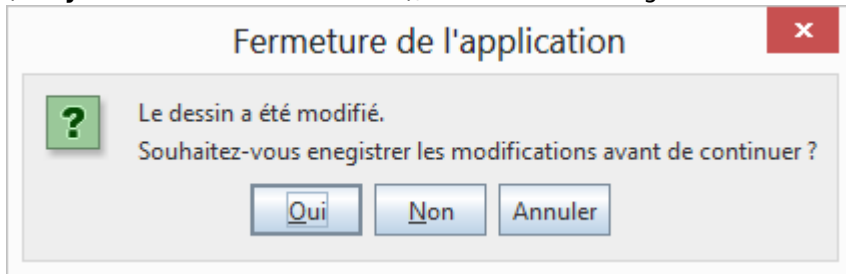 Fermeture de l'application
Le dessin a été modifié.
Souhaitez-vous enegistrer les modifications avant de continuer ?
Oui Non Annuler